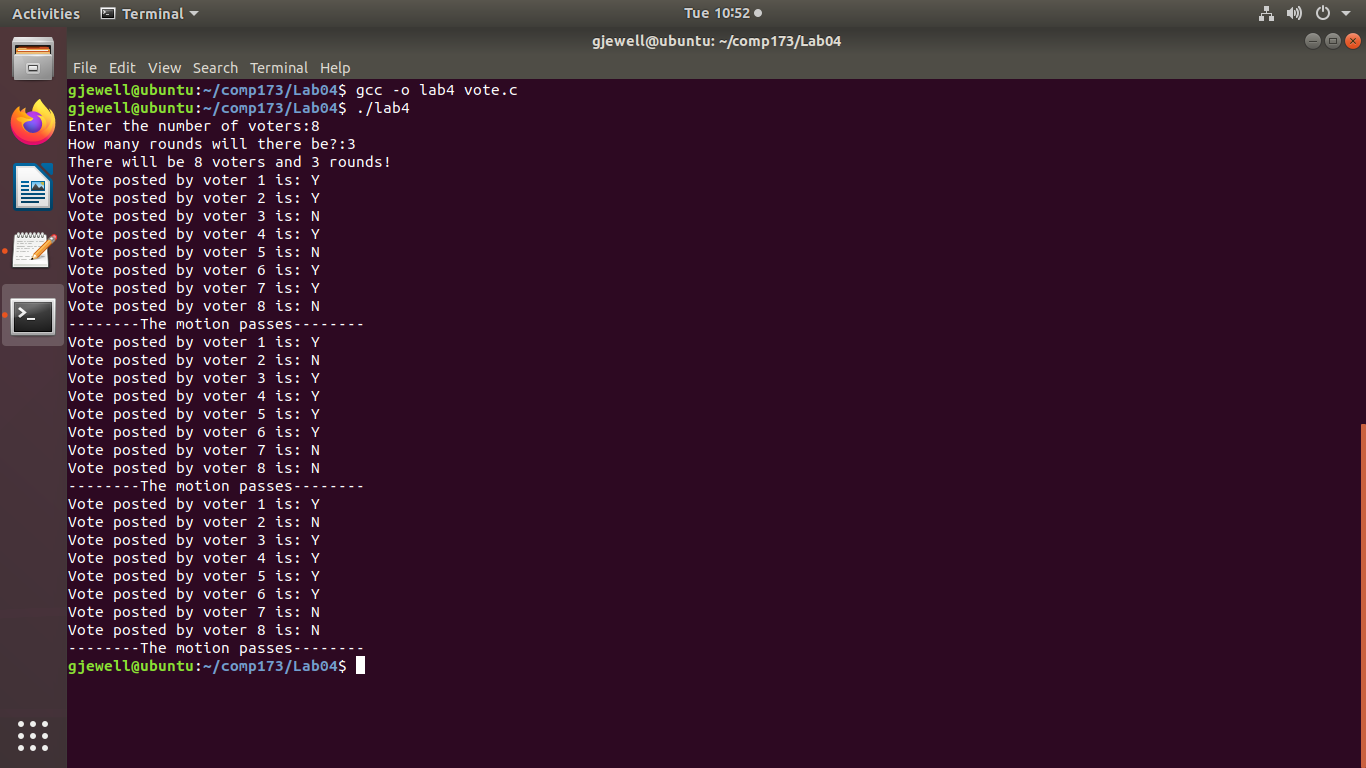 Activities Terminal Tue 10:52
gjewell@ubuntu: ~/comp173/Lab04
File Edit View Search Terminal Help
gjewell@ubuntu:~/comp173/Lab04$ gcc -o lab4 vote.c
gjewell@ubuntu:~/comp173/Lab04$ ./lab4
Enter the number of voters:8
How many rounds will there be?:3
There will be 8 voters and 3 rounds!
Vote posted by voter 1 is: Y
Vote posted by voter 2 is: Y
Vote posted by voter 3 is: N
Vote posted by voter 4 is: Y
Vote posted by voter 5 is: N
Vote posted by voter 6 is: Y
Vote posted by voter 7 is: Y
Vote posted by voter 8 is: N
--------The motion passes--------
Vote posted by voter 1 is: Y
Vote posted by voter 2 is: N
Vote posted by voter 3 is: Y
Vote posted by voter 4 is: Y
Vote posted by voter 5 is: Y
Vote posted by voter 6 is: Y
Vote posted by voter 7 is: N
Vote posted by voter 8 is: N
--------The motion passes--------
Vote posted by voter 1 is: Y
Vote posted by voter 2 is: N
Vote posted by voter 3 is: Y
Vote posted by voter 4 is: Y
Vote posted by voter 5 is: Y
Vote posted by voter 6 is: Y
Vote posted by voter 7 is: N
Vote posted by voter 8 is: N
--------The motion passes--------
gjewell@ubuntu:~/comp173/Lab04$